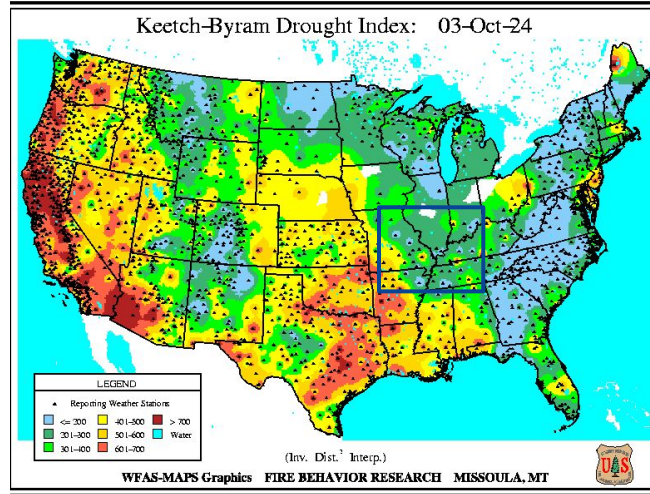 Keetch-Byram Drought Index: 03-Oct-24
LEGEND
Reporting Weather Stations
<= 200
401-500
> 700
201-300
501-600
Water
301-400
601-700
(Inv. Dist.² Interp.)
WFAS-MAPS Graphics FIRE BEHAVIOR RESEARCH MISSOULA, MT